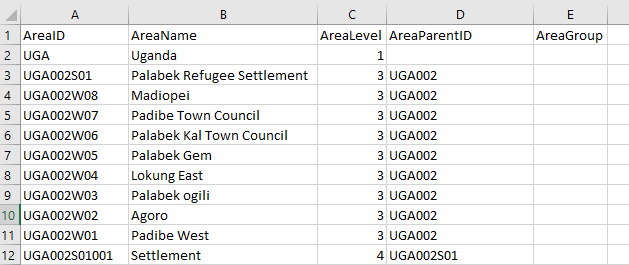 A B C D E
1 AreaID AreaName AreaLevel AreaParentID AreaGroup
2 UGA Uganda 1
3 UGA002S01 Palabek Refugee Settlement 3 UGA002
4 UGA002W08 Madiopei 3 UGA002
5 UGA002W07 Padibe Town Council 3 UGA002
6 UGA002W06 Palabek Kal Town Council 3 UGA002
7 UGA002W05 Palabek Gem 3 UGA002
8 UGA002W04 Lokung East 3 UGA002
9 UGA002W03 Palabek ogili 3 UGA002
10 UGA002W02 Agoro 3 UGA002
11 UGA002W01 Padibe West 3 UGA002
12 UGA002S01001 Settlement 4 UGA002S01